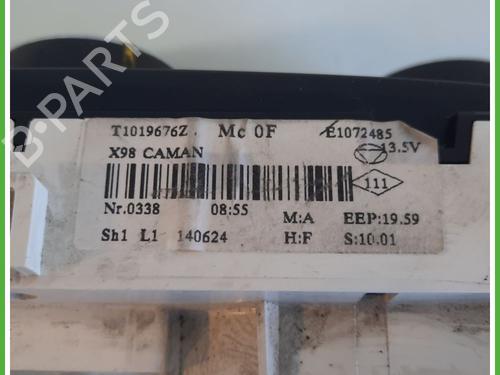 T1019676Z. Mc 0F E1072485
X98 CAMAN 13.5V
111
Nr.0338 08:55 M:A EEP:19.59
Sh1 L1 140624 H:F S:10.01
B-PARTS